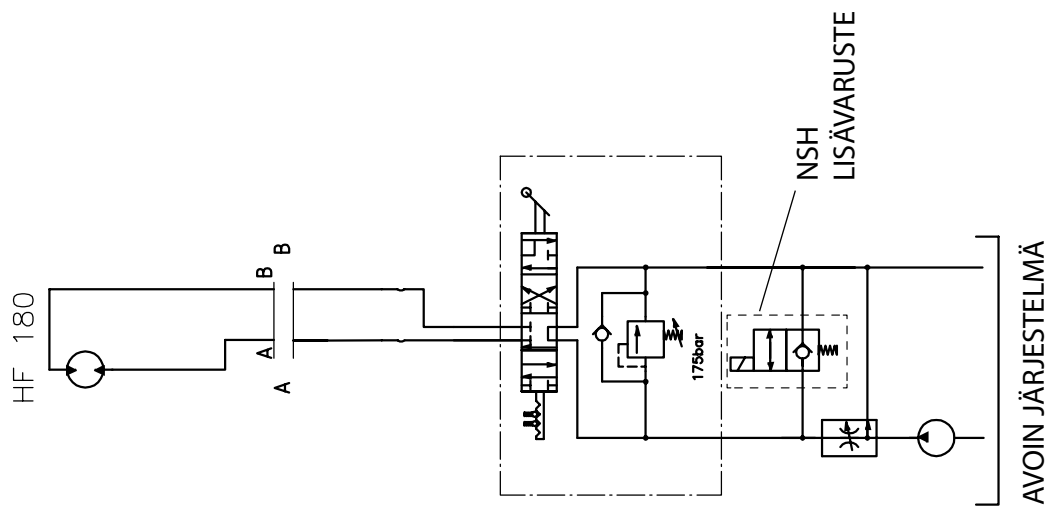 HF 180
A B
A B
175bar
NSH
LISÄVARUSTE
AVOIN JÄRJESTELMÄ